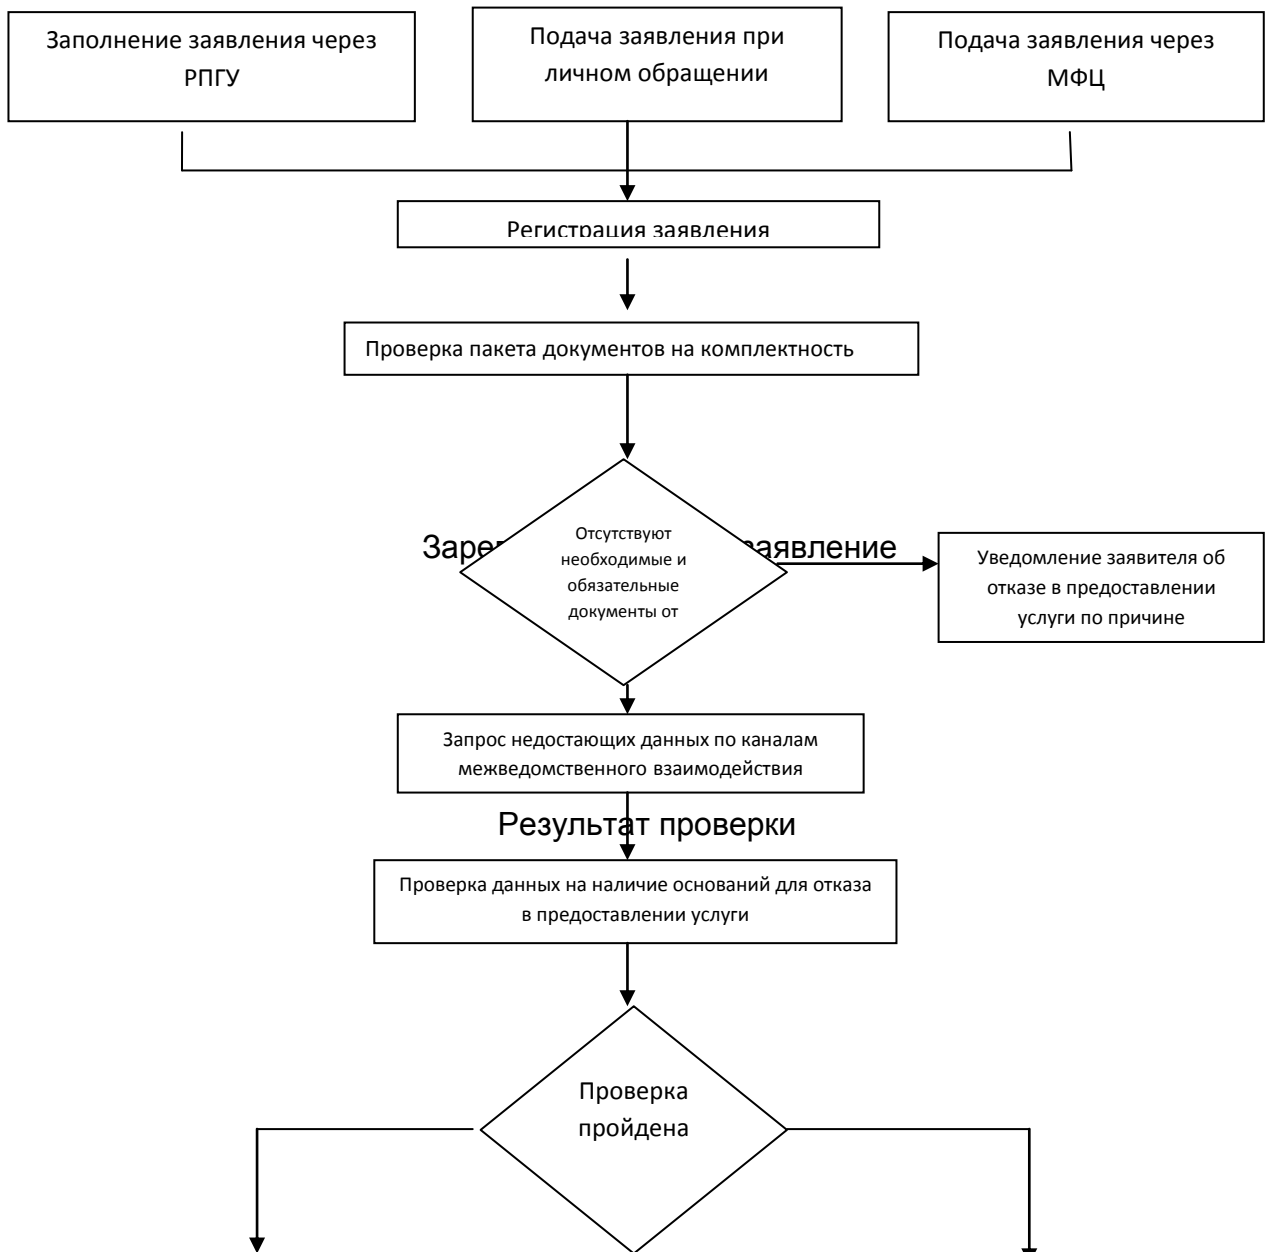 Заполнение заявления через
РПГУ
Подача заявления при
личном обращении
Подача заявления через
МФЦ
Регистрация заявления
Проверка пакета документов на комплектность
Отсутствуют
необходимые и
обязательные
документы от
заявление
Уведомление заявителя об
отказе в предоставлении
услуги по причине
Запрос недостающих данных по каналам
межведомственного взаимодействия
Результат проверки
Проверка данных на наличие оснований для отказа
в предоставлении услуги
Проверка
пройдена